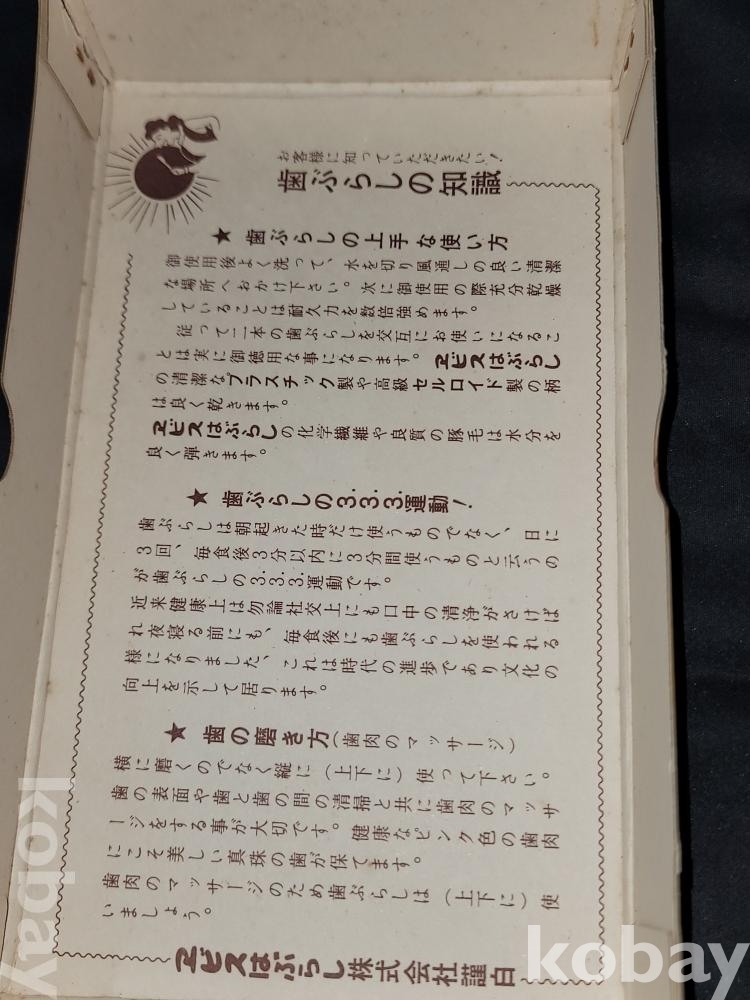 お客様に知っていただきたい！
歯ぶらしの知識
★ 歯ぶらしの上手な使い方
御使用後よく洗って、水を切り風通しの良い清潔
な場所へおかけ下さい。次に御使用の際充分乾燥
していることは耐久力を数倍強めます。
従って二本の歯ぶらしを交互にお使いになるこ
とは実に御徳用な事になります。ヱビスはぶらし
の清潔なプラスチック製や高級セルロイド製の柄
は良く乾きます。
ヱビスはぶらしの化学繊維や良質の豚毛は水分を
良く弾きます。
★ 歯ぶらしの3.3.3.運動！
歯ぶらしは朝起きた時だけ使うものでなく、日に
3回、毎食後3分以内に3分間使うものと云うの
が歯ぶらしの3.3.3.運動です。
近来健康上は勿論社交上にも口中の清浄がさけば
れ夜寝る前にも、毎食後にも歯ぶらしを使われる
様になりました、これは時代の進歩であり文化の
向上を示して居ります。
★ 歯の磨き方(歯肉のマッサージ)
横に磨くのでなく縦に(上下に)使って下さい。
歯の表面や歯と歯の間の清掃と共に歯肉のマッサ
ージをする事が大切です。健康なピンク色の歯肉
にこそ美しい真珠の歯が保てます。
歯肉のマッサージのため歯ぶらしは(上下に)使
いましょう。
ヱビスはぶらし株式会社謹白
kobay
kobay